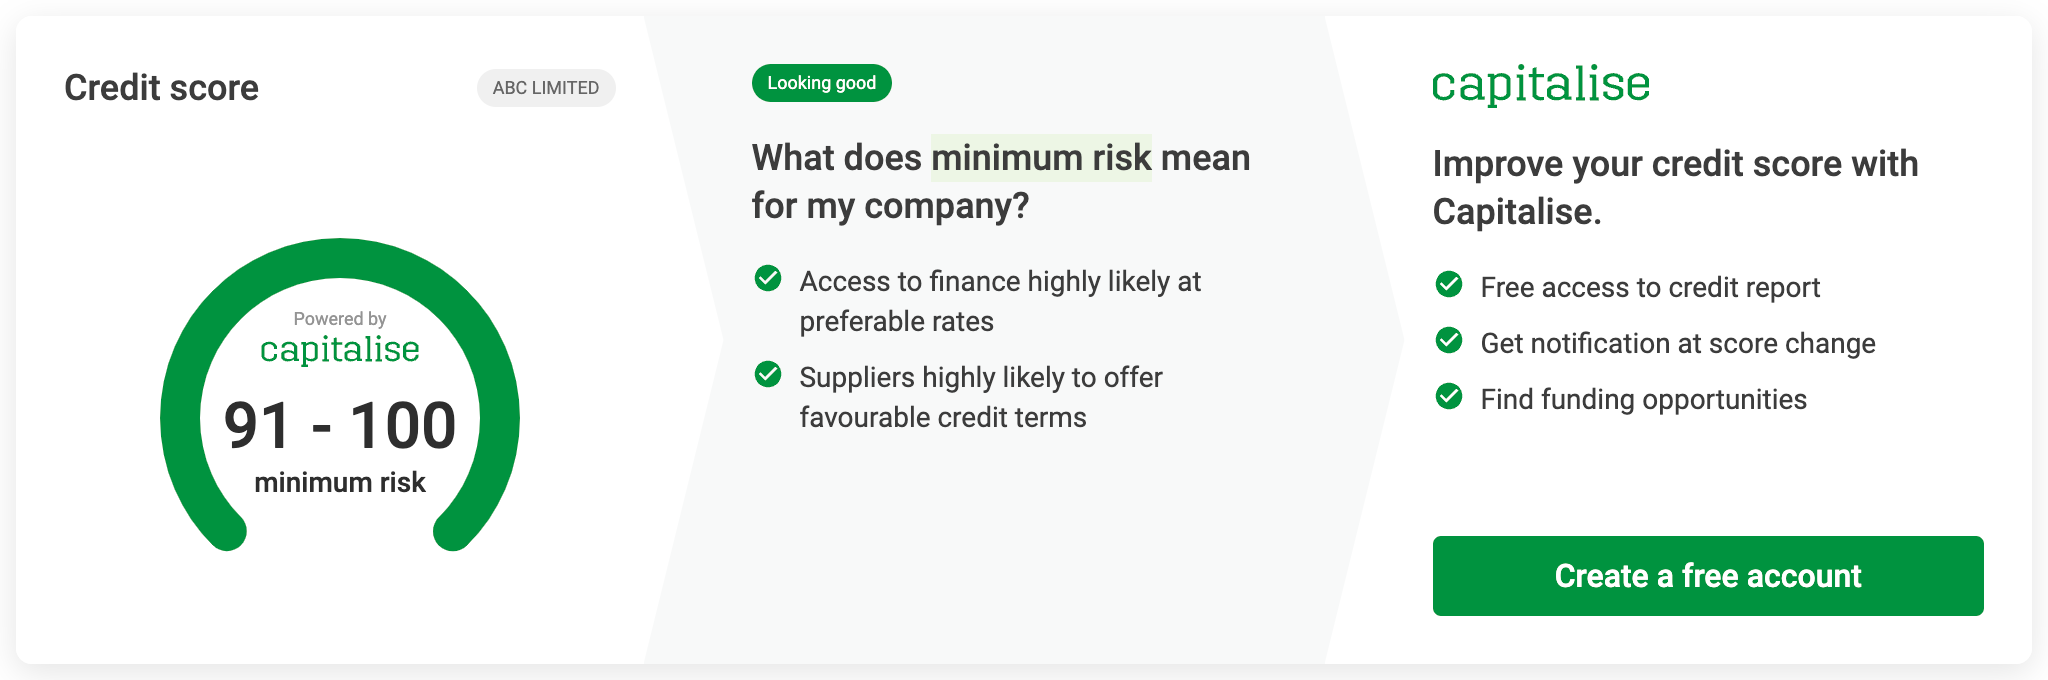 Credit score
ABC LIMITED
Powered by
capitalise
91 - 100
minimum risk
Looking good
What does minimum risk mean
for my company?
Access to finance highly likely at
preferable rates
Suppliers highly likely to offer
favourable credit terms
capitalise
Improve your credit score with
Capitalise.
Free access to credit report
Get notification at score change
Find funding opportunities
Create a free account